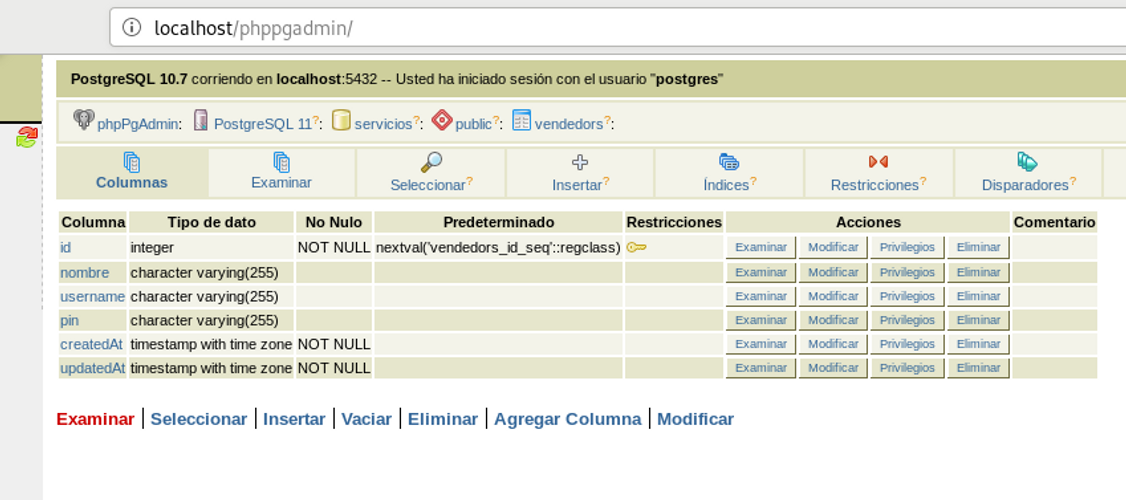 localhost/phppgadmin/
PostgreSQL 10.7 corriendo en localhost:5432 -- Usted ha iniciado sesión con el usuario "postgres"
phpPgAdmin: PostgreSQL 11?: servicios?: public?: vendedors?:
Columnas Examinar Seleccionar? Insertar? Índices? Restricciones? Disparadores?
Columna Tipo de dato No Nulo Predeterminado Restricciones Acciones Comentario
id integer NOT NULL nextval('vendedors_id_seq'::regclass) Examinar Modificar Privilegios Eliminar
nombre character varying(255) Examinar Modificar Privilegios Eliminar
username character varying(255) Examinar Modificar Privilegios Eliminar
pin character varying(255) Examinar Modificar Privilegios Eliminar
createdAt timestamp with time zone NOT NULL Examinar Modificar Privilegios Eliminar
updatedAt timestamp with time zone NOT NULL Examinar Modificar Privilegios Eliminar
Examinar | Seleccionar | Insertar | Vaciar | Eliminar | Agregar Columna | Modificar